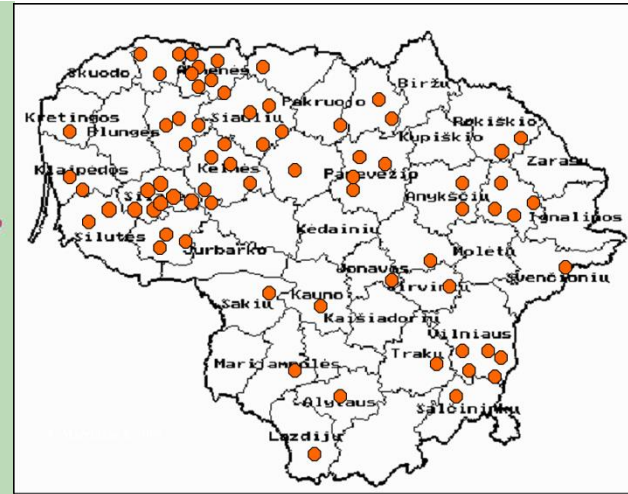 Skuodo
Akmenės
Biržų
Pakruojo
Kretingos
Plungės
Šiaulių
Rokiškio
Kupiškio
Zarasų
Klaipėdos
Kelmės
Panevėžio
Anykščių
Ignalinos
Šilutės
Jurbarko
Kėdainių
Molėtų
Jonavos
Širvintų
Švenčionių
Šakių
Kauno
Kaišiadorių
Vilniaus
Marijampolės
Trakų
Alytaus
Šalčininkų
Lazdijų